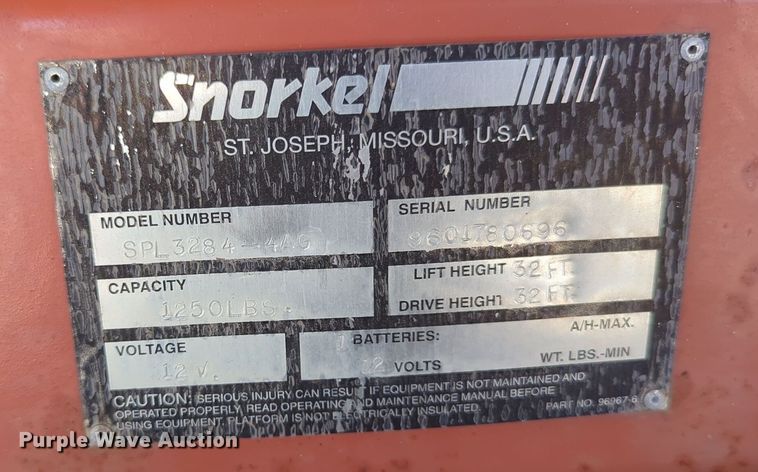 Snorkel
ST. JOSEPH, MISSOURI, U.S.A.
MODEL NUMBER
SPL3284-4AG
SERIAL NUMBER
9601780696
CAPACITY
1250LBS.
LIFT HEIGHT 32 FT.
DRIVE HEIGHT 32 FT.
VOLTAGE
12 V.
1 BATTERIES: A/H-MAX.
12 VOLTS WT. LBS.-MIN
CAUTION: SERIOUS INJURY CAN RESULT IF EQUIPMENT IS NOT MAINTAINED AND
OPERATED PROPERLY. READ OPERATING AND MAINTENANCE MANUAL BEFORE
USING EQUIPMENT. PLATFORM IS NOT ELECTRICALLY INSULATED.
PART NO. 96967-6
Purple Wave Auction